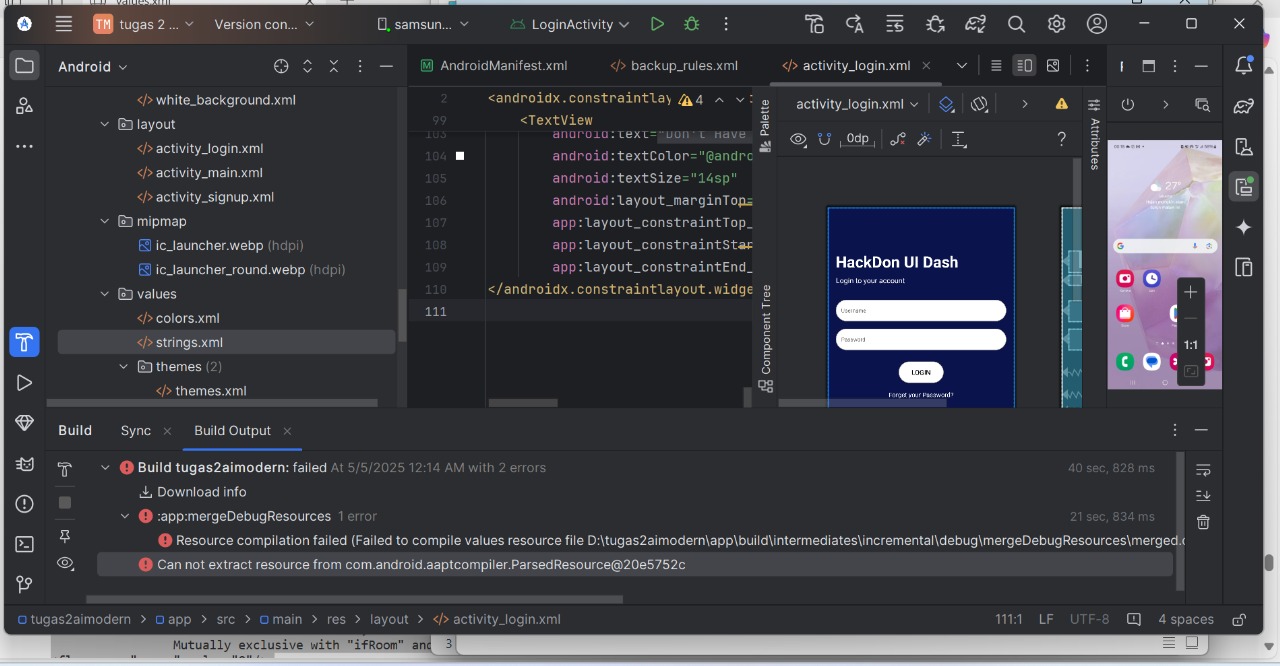 values.xml
TM tugas 2 ...
Version con...
samsun...
LoginActivity
Android
white_background.xml
layout
activity_login.xml
activity_main.xml
activity_signup.xml
mipmap
ic_launcher.webp (hdpi)
ic_launcher_round.webp (hdpi)
values
colors.xml
strings.xml
themes (2)
themes.xml
AndroidManifest.xml
backup_rules.xml
activity_login.xml
2 <androidx.constraintlay
4
99 <TextView
103 android:text="Don't Have
104 android:textColor="@andro
105 android:textSize="14sp"
106 android:layout_marginTop=
107 app:layout_constraintTop_
108 app:layout_constraintStar
109 app:layout_constraintEnd_
110 </androidx.constraintlayout.widge
111
Palette
Component Tree
activity_login.xml
0dp
?
Attributes
HackDon UI Dash
Login to your account
Username
Password
LOGIN
Forgot your Password?
27°
1:1
Build
Sync
Build Output
Build tugas2aimodern: failed At 5/5/2025 12:14 AM with 2 errors
40 sec, 828 ms
Download info
:app:mergeDebugResources 1 error
21 sec, 834 ms
Resource compilation failed (Failed to compile values resource file D:\tugas2aimodern\app\build\intermediates\incremental\debug\mergeDebugResources\merged.
Can not extract resource from com.android.aaptcompiler.ParsedResource@20e5752c
tugas2aimodern > app > src > main > res > layout > activity_login.xml
111:1 LF UTF-8 4 spaces
Mutually exclusive with "ifRoom" and
3